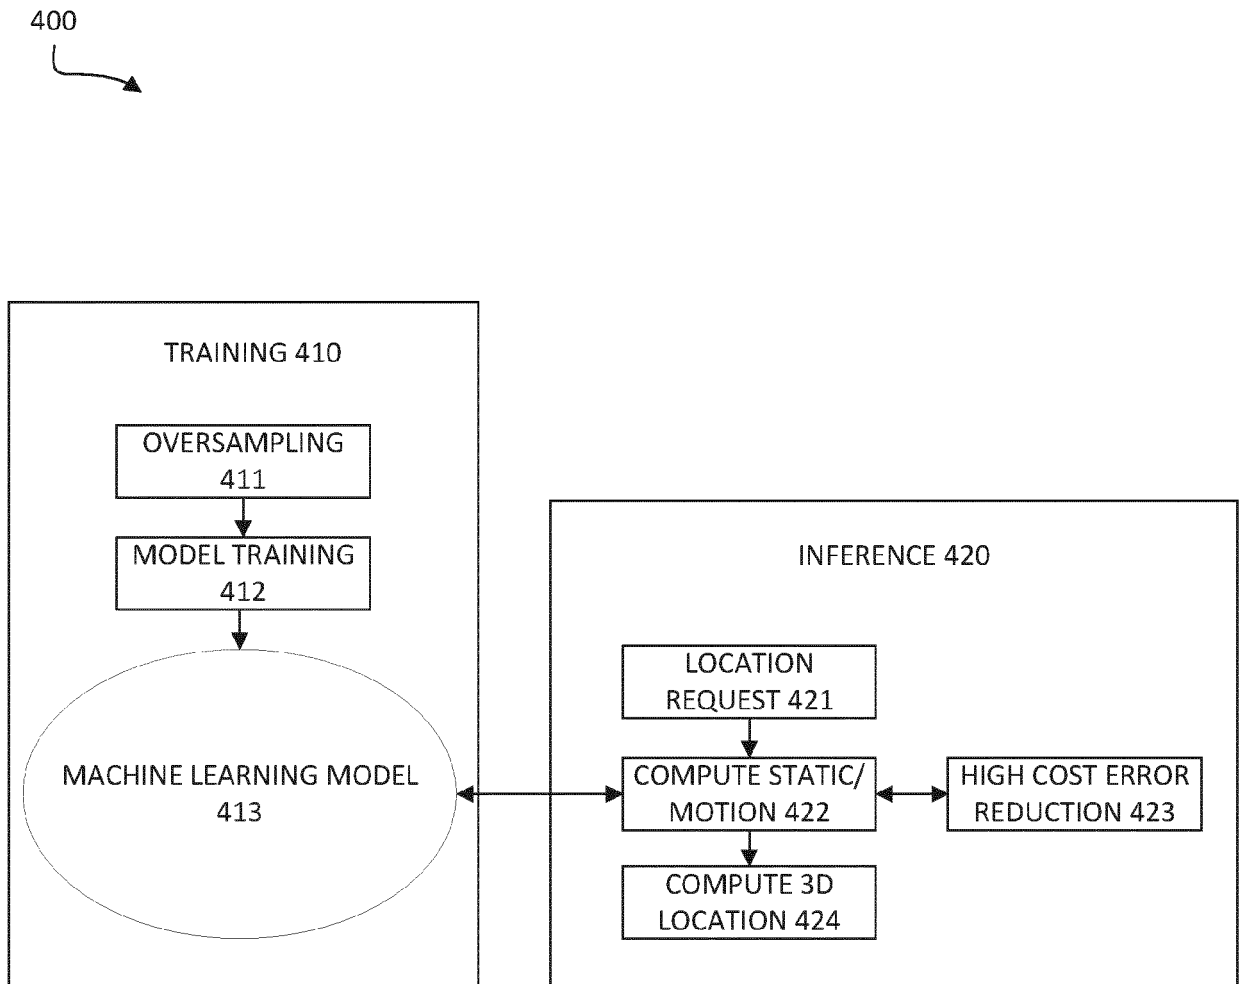 400
TRAINING 410
OVERSAMPLING
411
MODEL TRAINING
412
MACHINE LEARNING MODEL
413
INFERENCE 420
LOCATION
REQUEST 421
COMPUTE STATIC/
MOTION 422
HIGH COST ERROR
REDUCTION 423
COMPUTE 3D
LOCATION 424